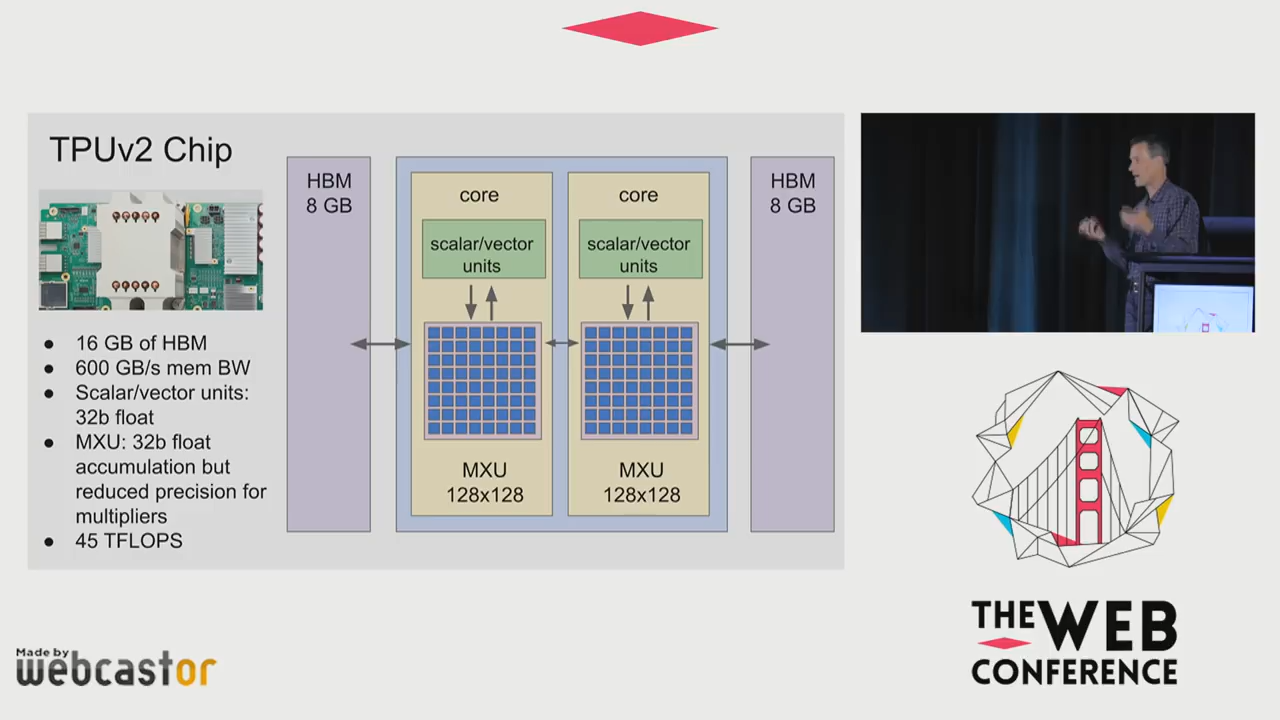 TPUv2 Chip
● 16 GB of HBM
● 600 GB/s mem BW
● Scalar/vector units:
32b float
● MXU: 32b float
accumulation but
reduced precision for
multipliers
● 45 TFLOPS
HBM
8 GB
core
scalar/vector
units
MXU
128x128
core
scalar/vector
units
MXU
128x128
HBM
8 GB
THE WEB
CONFERENCE
Made by
webcastor